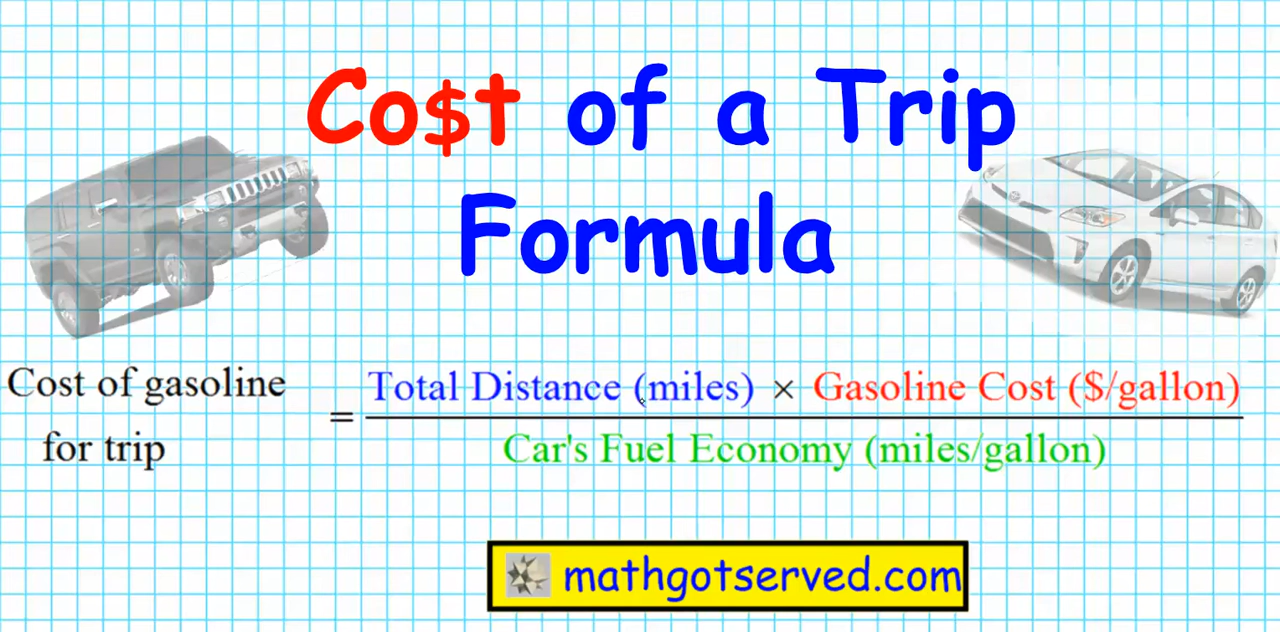 Co$t of a Trip
Formula
Cost of gasoline
for trip
=
Total Distance (miles) × Gasoline Cost ($/gallon)
Car's Fuel Economy (miles/gallon)
mathgotserved.com